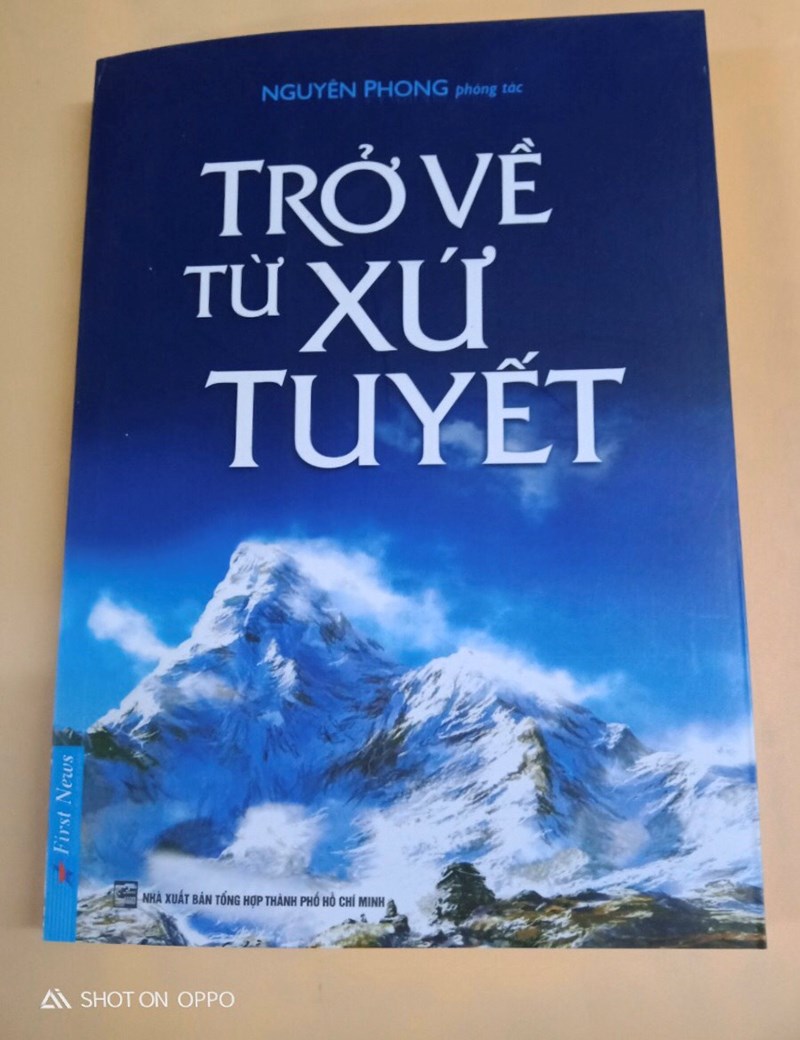 NGUYÊN PHONG phóng tác
TRỞ VỀ
TỪ XỨ
TUYẾT
First News
NHÀ XUẤT BẢN TỔNG HỢP THÀNH PHỐ HỒ CHÍ MINH
SHOT ON OPPO